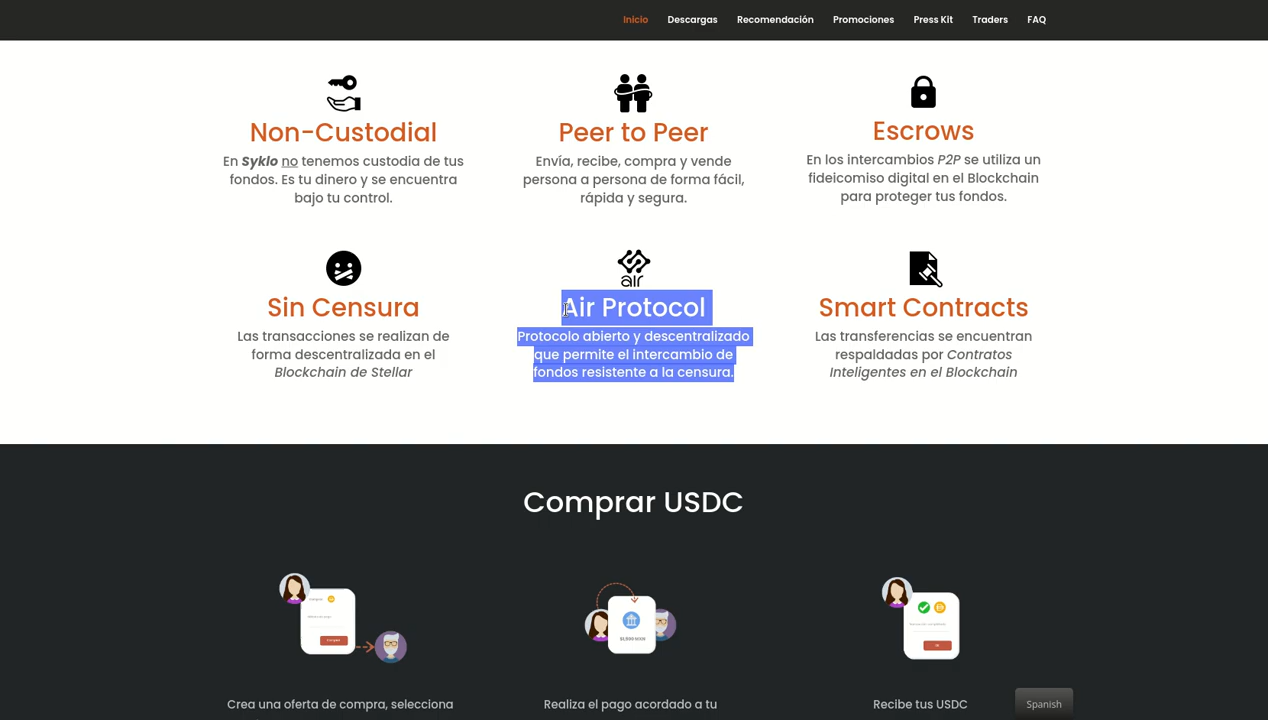 Inicio Descargas Recomendación Promociones Press Kit Traders FAQ
Non-Custodial
En Syklo no tenemos custodia de tus
fondos. Es tu dinero y se encuentra
bajo tu control.
Peer to Peer
Envía, recibe, compra y vende
persona a persona de forma fácil,
rápida y segura.
Escrows
En los intercambios P2P se utiliza un
fideicomiso digital en el Blockchain
para proteger tus fondos.
Sin Censura
Las transacciones se realizan de
forma descentralizada en el
Blockchain de Stellar
air
Air Protocol
Protocolo abierto y descentralizado
que permite el intercambio de
fondos resistente a la censura.
Smart Contracts
Las transferencias se encuentran
respaldadas por Contratos
Inteligentes en el Blockchain
Comprar USDC
Crea una oferta de compra, selecciona
Realiza el pago acordado a tu
Recibe tus USDC
Spanish